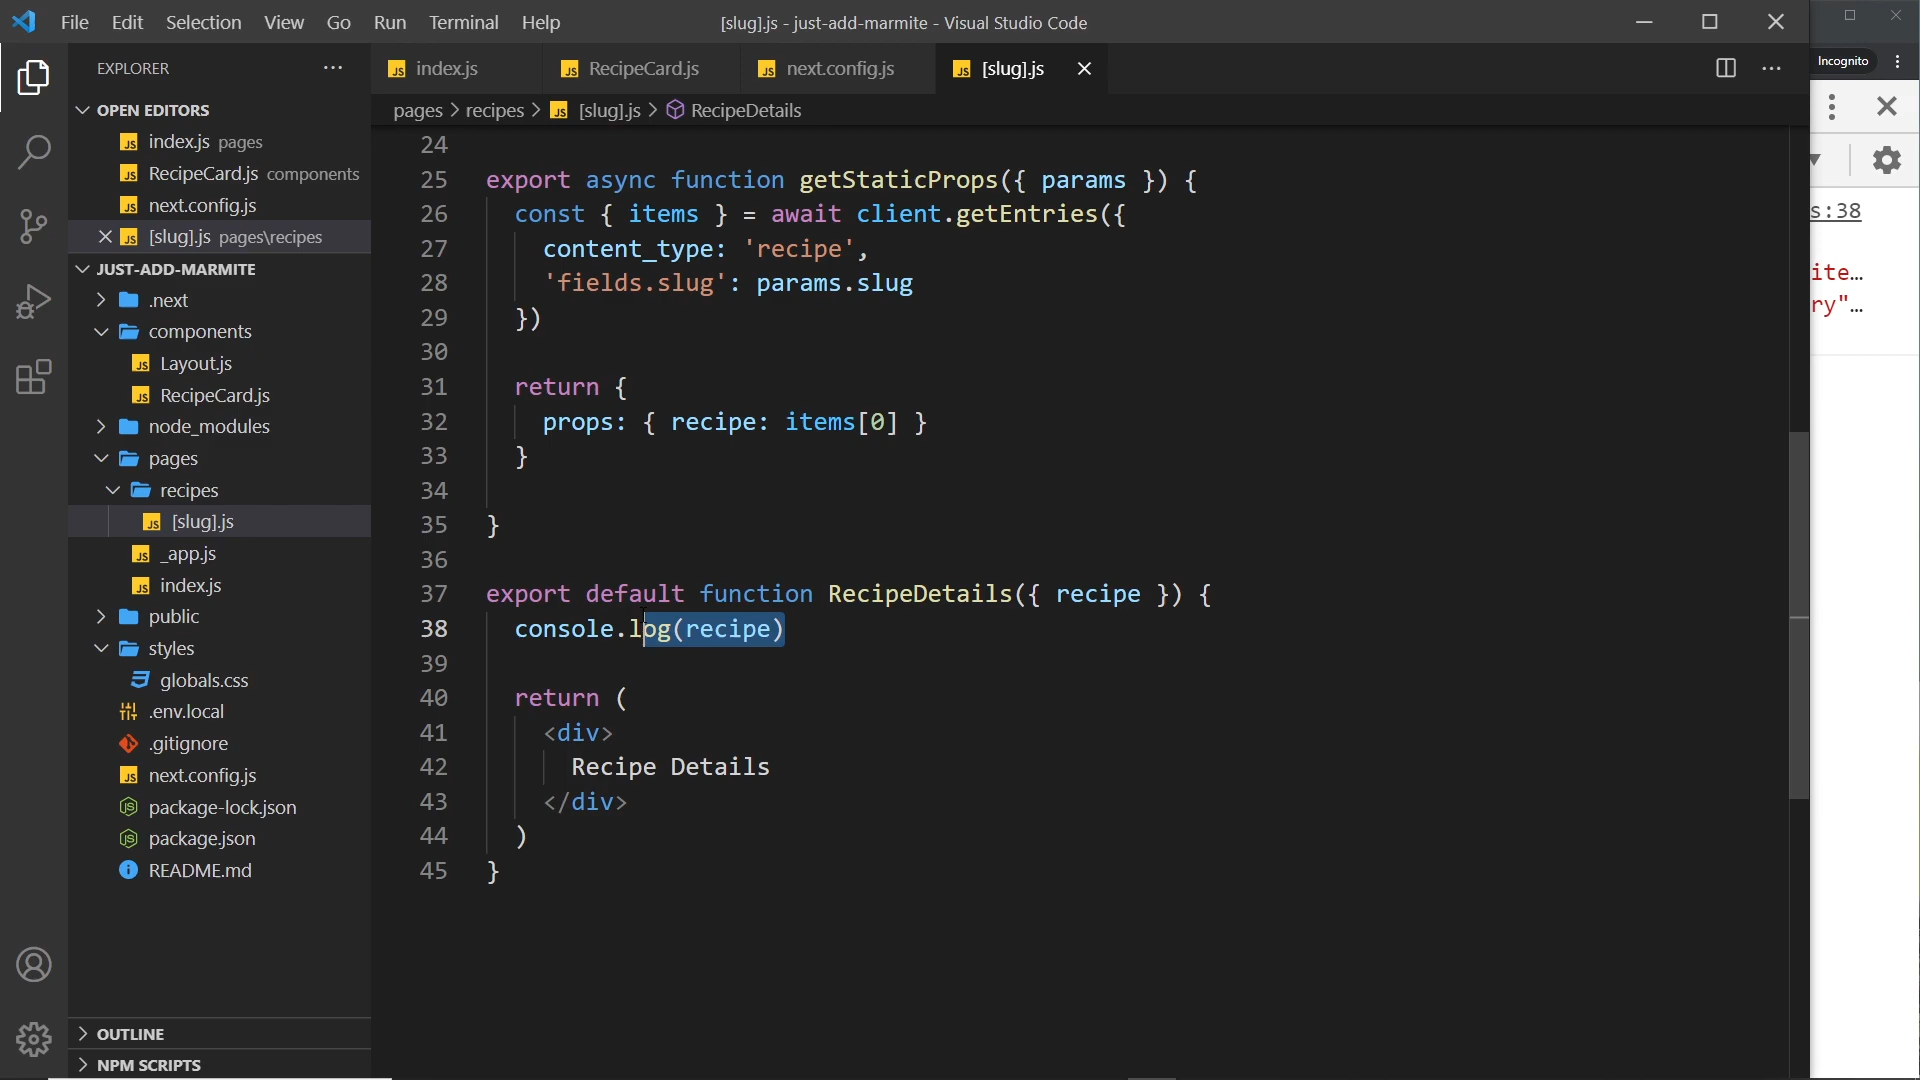 File Edit Selection View Go Run Terminal Help
[slug].js - just-add-marmite - Visual Studio Code
Incognito
EXPLORER
OPEN EDITORS
index.js pages
RecipeCard.js components
next.config.js
[slug].js pages\recipes
JUST-ADD-MARMITE
.next
components
Layout.js
RecipeCard.js
node_modules
pages
recipes
[slug].js
_app.js
index.js
public
styles
globals.css
.env.local
.gitignore
next.config.js
package-lock.json
package.json
README.md
OUTLINE
NPM SCRIPTS
index.js RecipeCard.js next.config.js [slug].js
pages > recipes > [slug].js > RecipeDetails
24
25 export async function getStaticProps({ params }) {
26 const { items } = await client.getEntries({
27 content_type: 'recipe',
28 'fields.slug': params.slug
29 })
30
31 return {
32 props: { recipe: items[0] }
33 }
34
35 }
36
37 export default function RecipeDetails({ recipe }) {
38 console.log(recipe)
39
40 return (
41 <div>
42 Recipe Details
43 </div>
44 )
45 }
s:38
ite…
ry"…